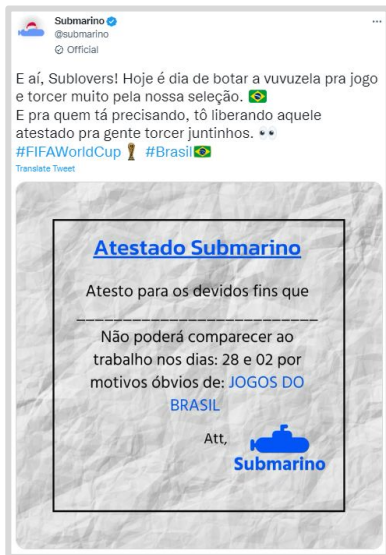 Submarino
@submarino
Official
E aí, Sublovers! Hoje é dia de botar a vuvuzela pra jogo
e torcer muito pela nossa seleção. 🇧🇷
E pra quem tá precisando, tô liberando aquele
atestado pra gente torcer juntinhos. 👀
#FIFAWorldCup 🏆 #Brasil🇧🇷
Translate Tweet
Atestado Submarino
Atesto para os devidos fins que
__________________________
Não poderá comparecer ao
trabalho nos dias: 28 e 02 por
motivos óbvios de: JOGOS DO
BRASIL
Att,
Submarino